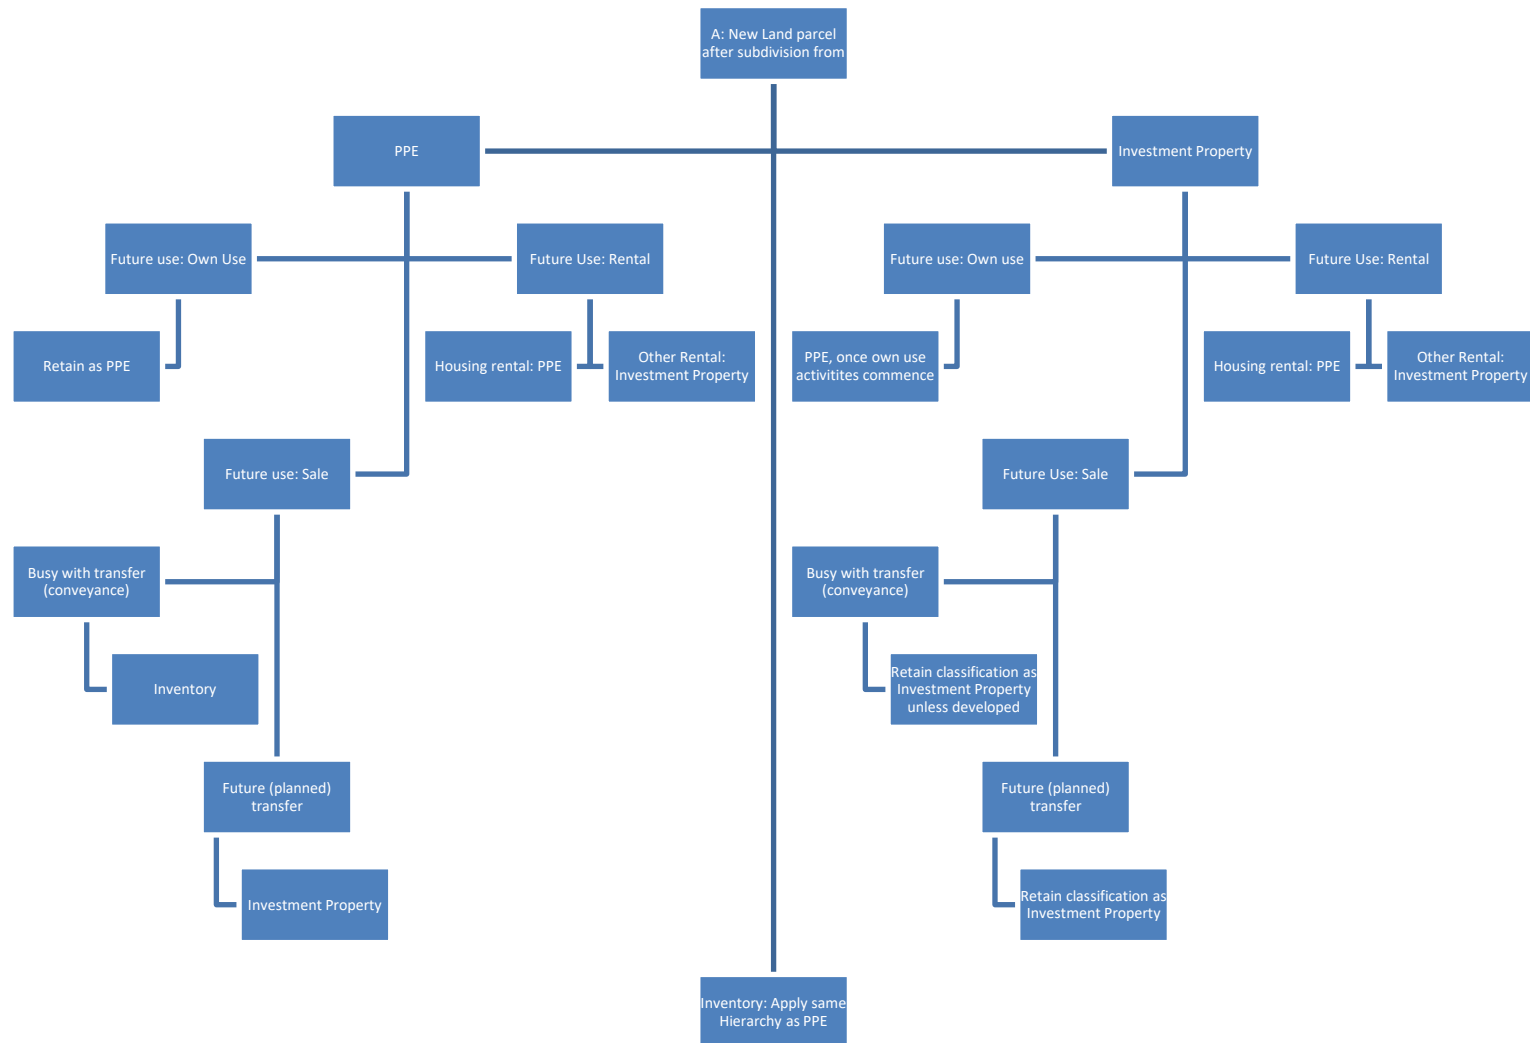 A: New Land parcel
after subdivision from
PPE
Investment Property
Future use: Own Use
Future Use: Rental
Future use: Own use
Future Use: Rental
Retain as PPE
Housing rental: PPE
Other Rental:
Investment Property
PPE, once own use
activitites commence
Housing rental: PPE
Other Rental:
Investment Property
Future use: Sale
Future Use: Sale
Busy with transfer
(conveyance)
Busy with transfer
(conveyance)
Inventory
Retain classification as
Investment Property
unless developed
Future (planned)
transfer
Future (planned)
transfer
Investment Property
Retain classification as
Investment Property
Inventory: Apply same
Hierarchy as PPE